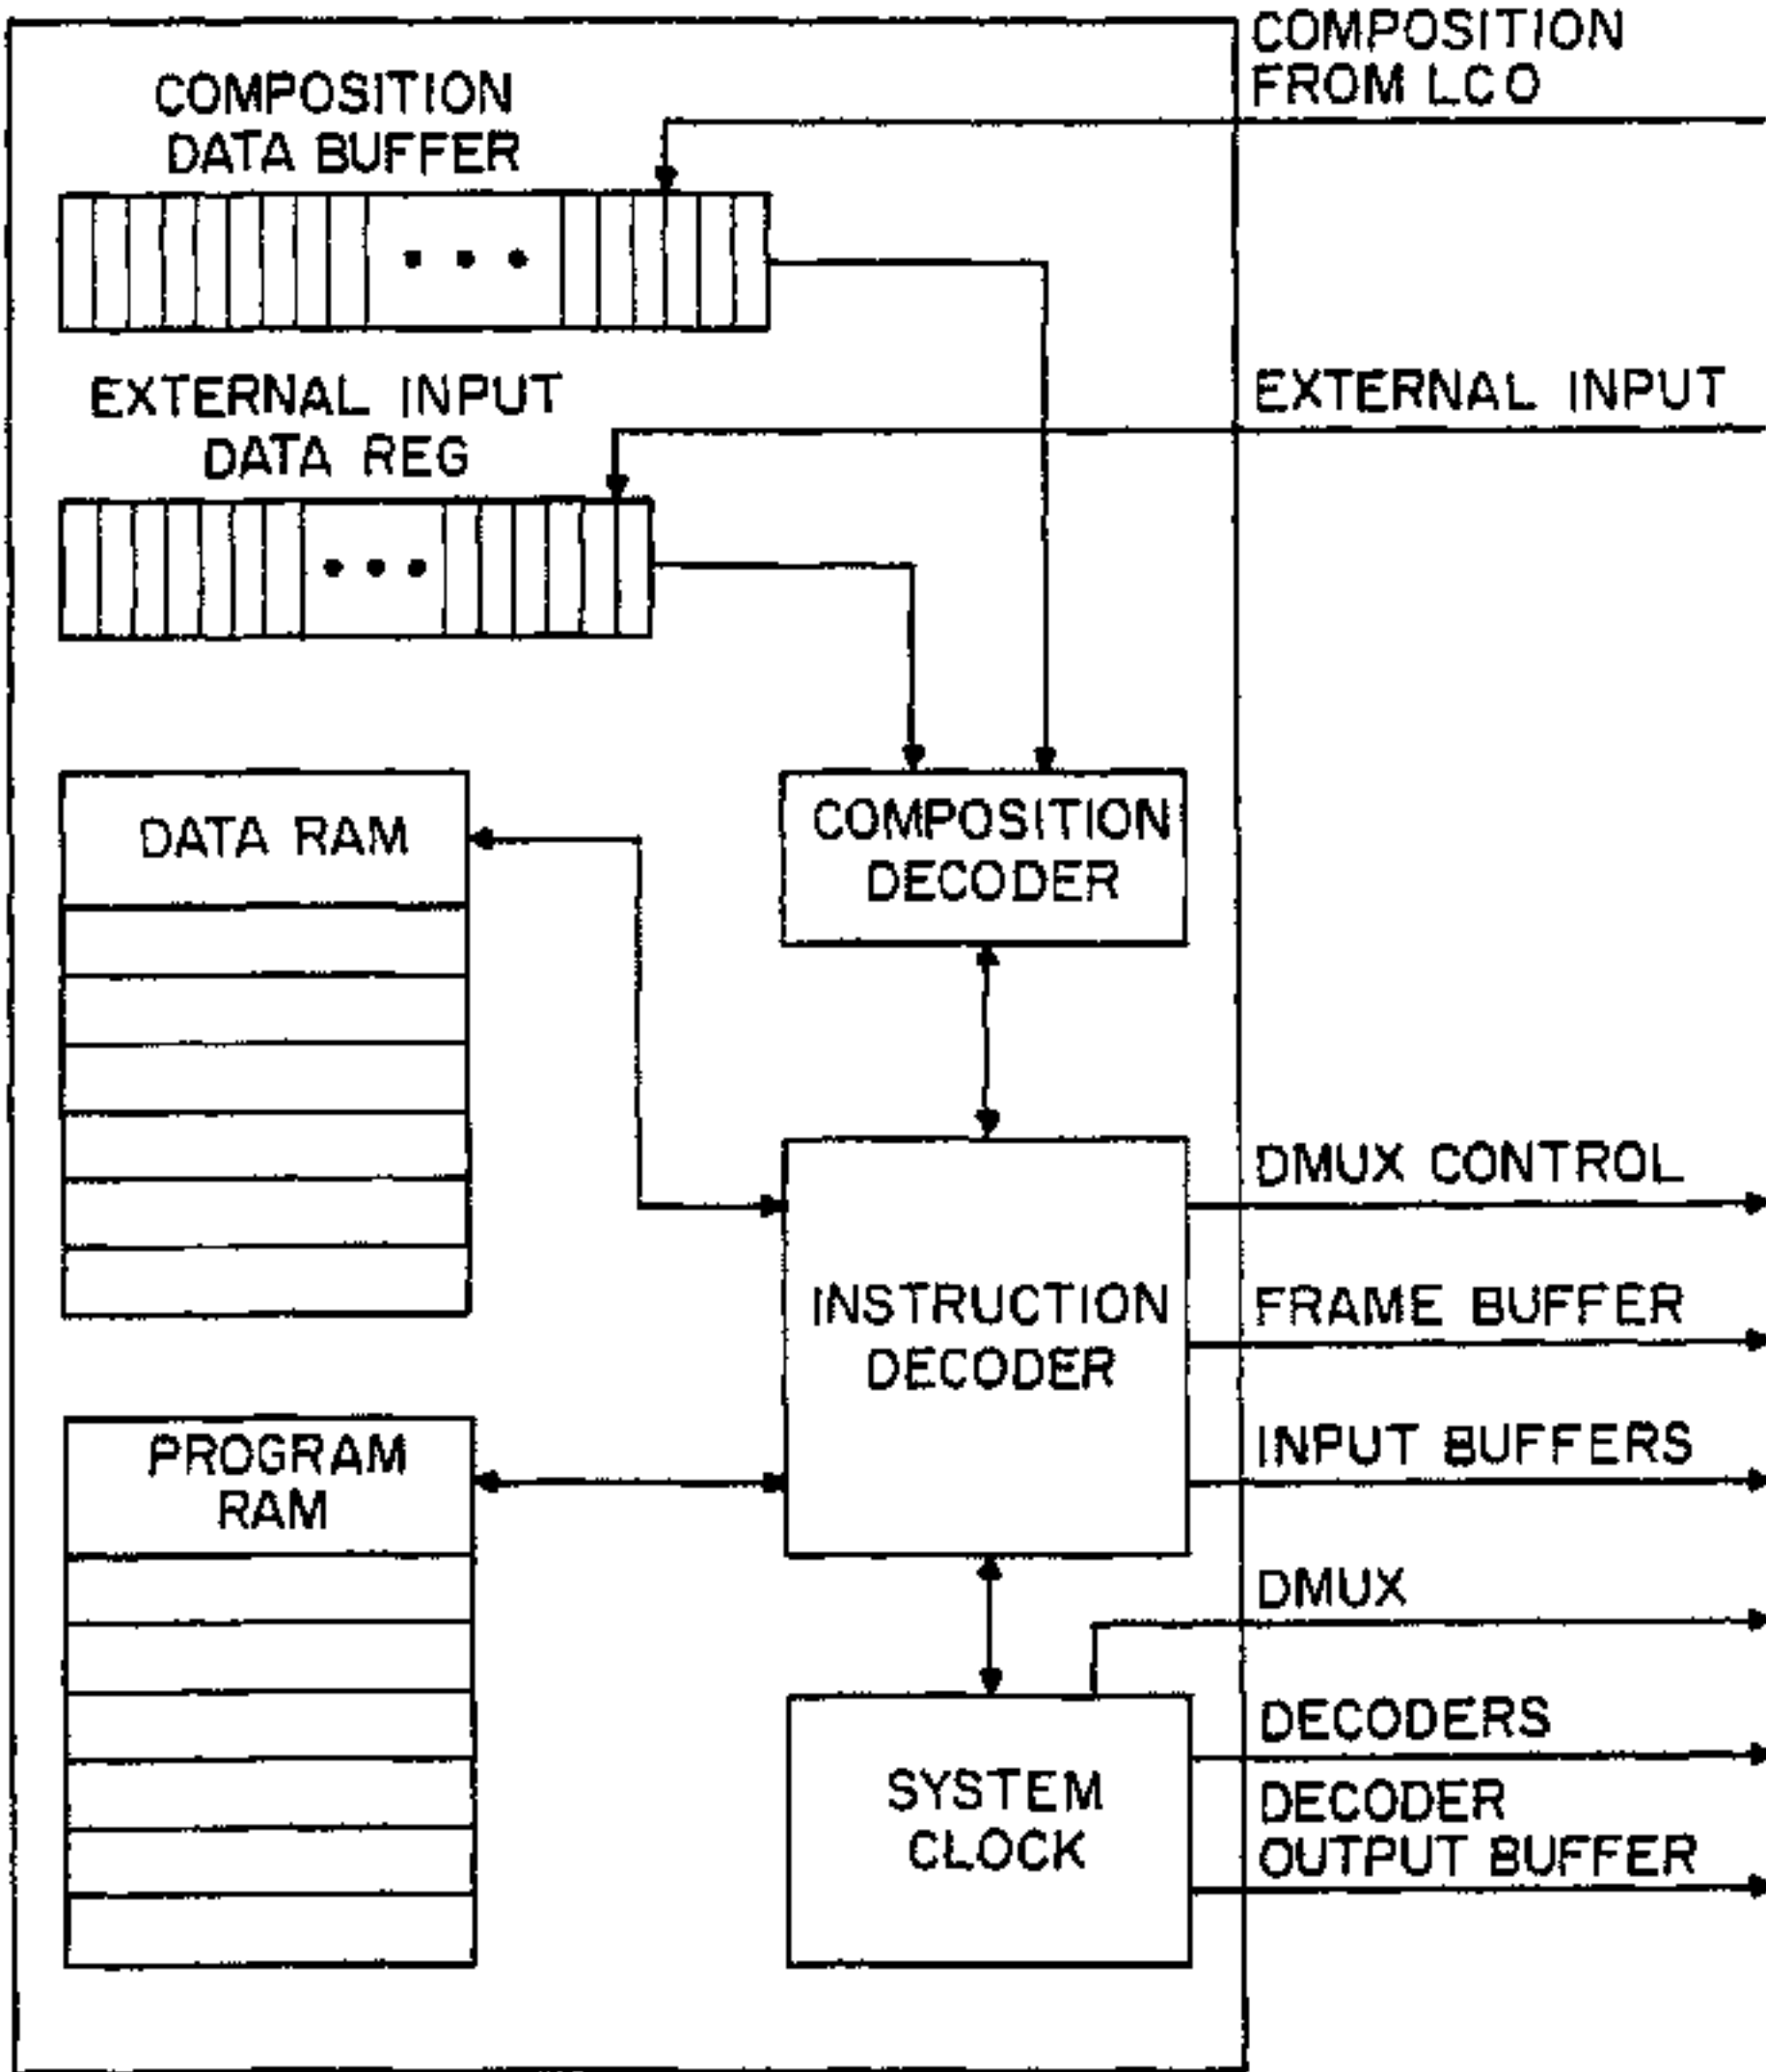 COMPOSITION
FROM LCO
COMPOSITION
DATA BUFFER
EXTERNAL INPUT
EXTERNAL INPUT
DATA REG
DATA RAM
COMPOSITION
DECODER
DMUX CONTROL
INSTRUCTION
DECODER
FRAME BUFFER
INPUT BUFFERS
PROGRAM
RAM
DMUX
DECODERS
SYSTEM
CLOCK
DECODER
OUTPUT BUFFER